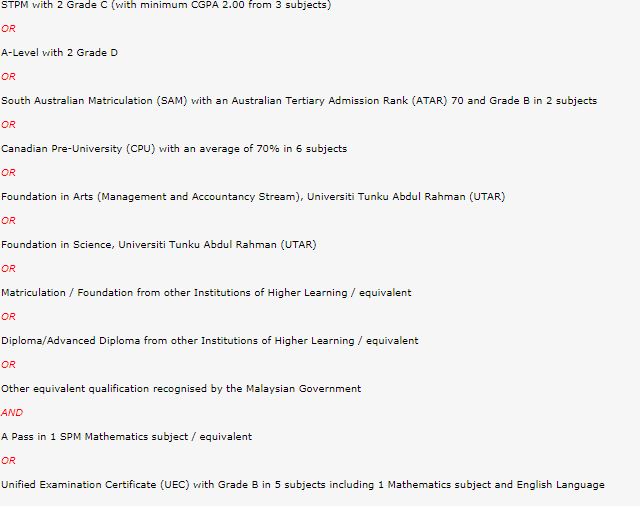 STPM with 2 Grade C (with minimum CGPA 2.00 from 3 subjects)
OR
A-Level with 2 Grade D
OR
South Australian Matriculation (SAM) with an Australian Tertiary Admission Rank (ATAR) 70 and Grade B in 2 subjects
OR
Canadian Pre-University (CPU) with an average of 70% in 6 subjects
OR
Foundation in Arts (Management and Accountancy Stream), Universiti Tunku Abdul Rahman (UTAR)
OR
Foundation in Science, Universiti Tunku Abdul Rahman (UTAR)
OR
Matriculation / Foundation from other Institutions of Higher Learning / equivalent
OR
Diploma/Advanced Diploma from other Institutions of Higher Learning / equivalent
OR
Other equivalent qualification recognised by the Malaysian Government
AND
A Pass in 1 SPM Mathematics subject / equivalent
OR
Unified Examination Certificate (UEC) with Grade B in 5 subjects including 1 Mathematics subject and English Language